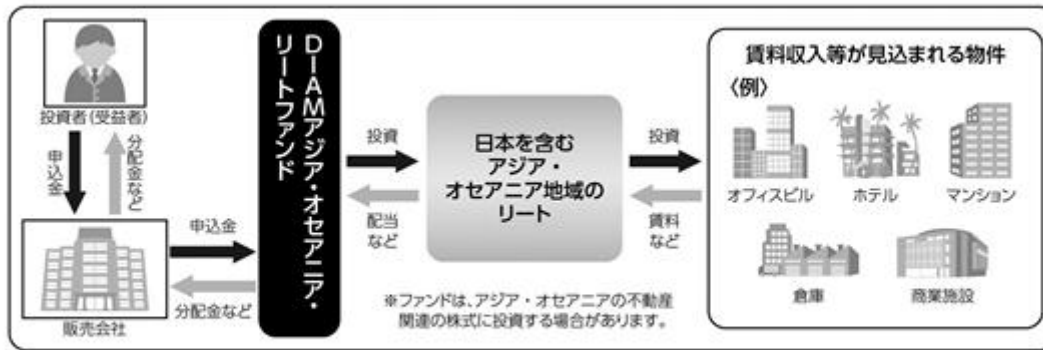 投資者(受益者)
申込金
分配金など
販売会社
申込金
分配金など
DIAMアジア・オセアニア・
リートファンド
投資
配当
など
日本を含む
アジア・
オセアニア地域の
リート
投資
賃料
など
※ファンドは、アジア・オセアニアの不動産
関連の株式に投資する場合があります。
賃料収入等が見込まれる物件
〈例〉
オフィスビル
ホテル
マンション
倉庫
商業施設